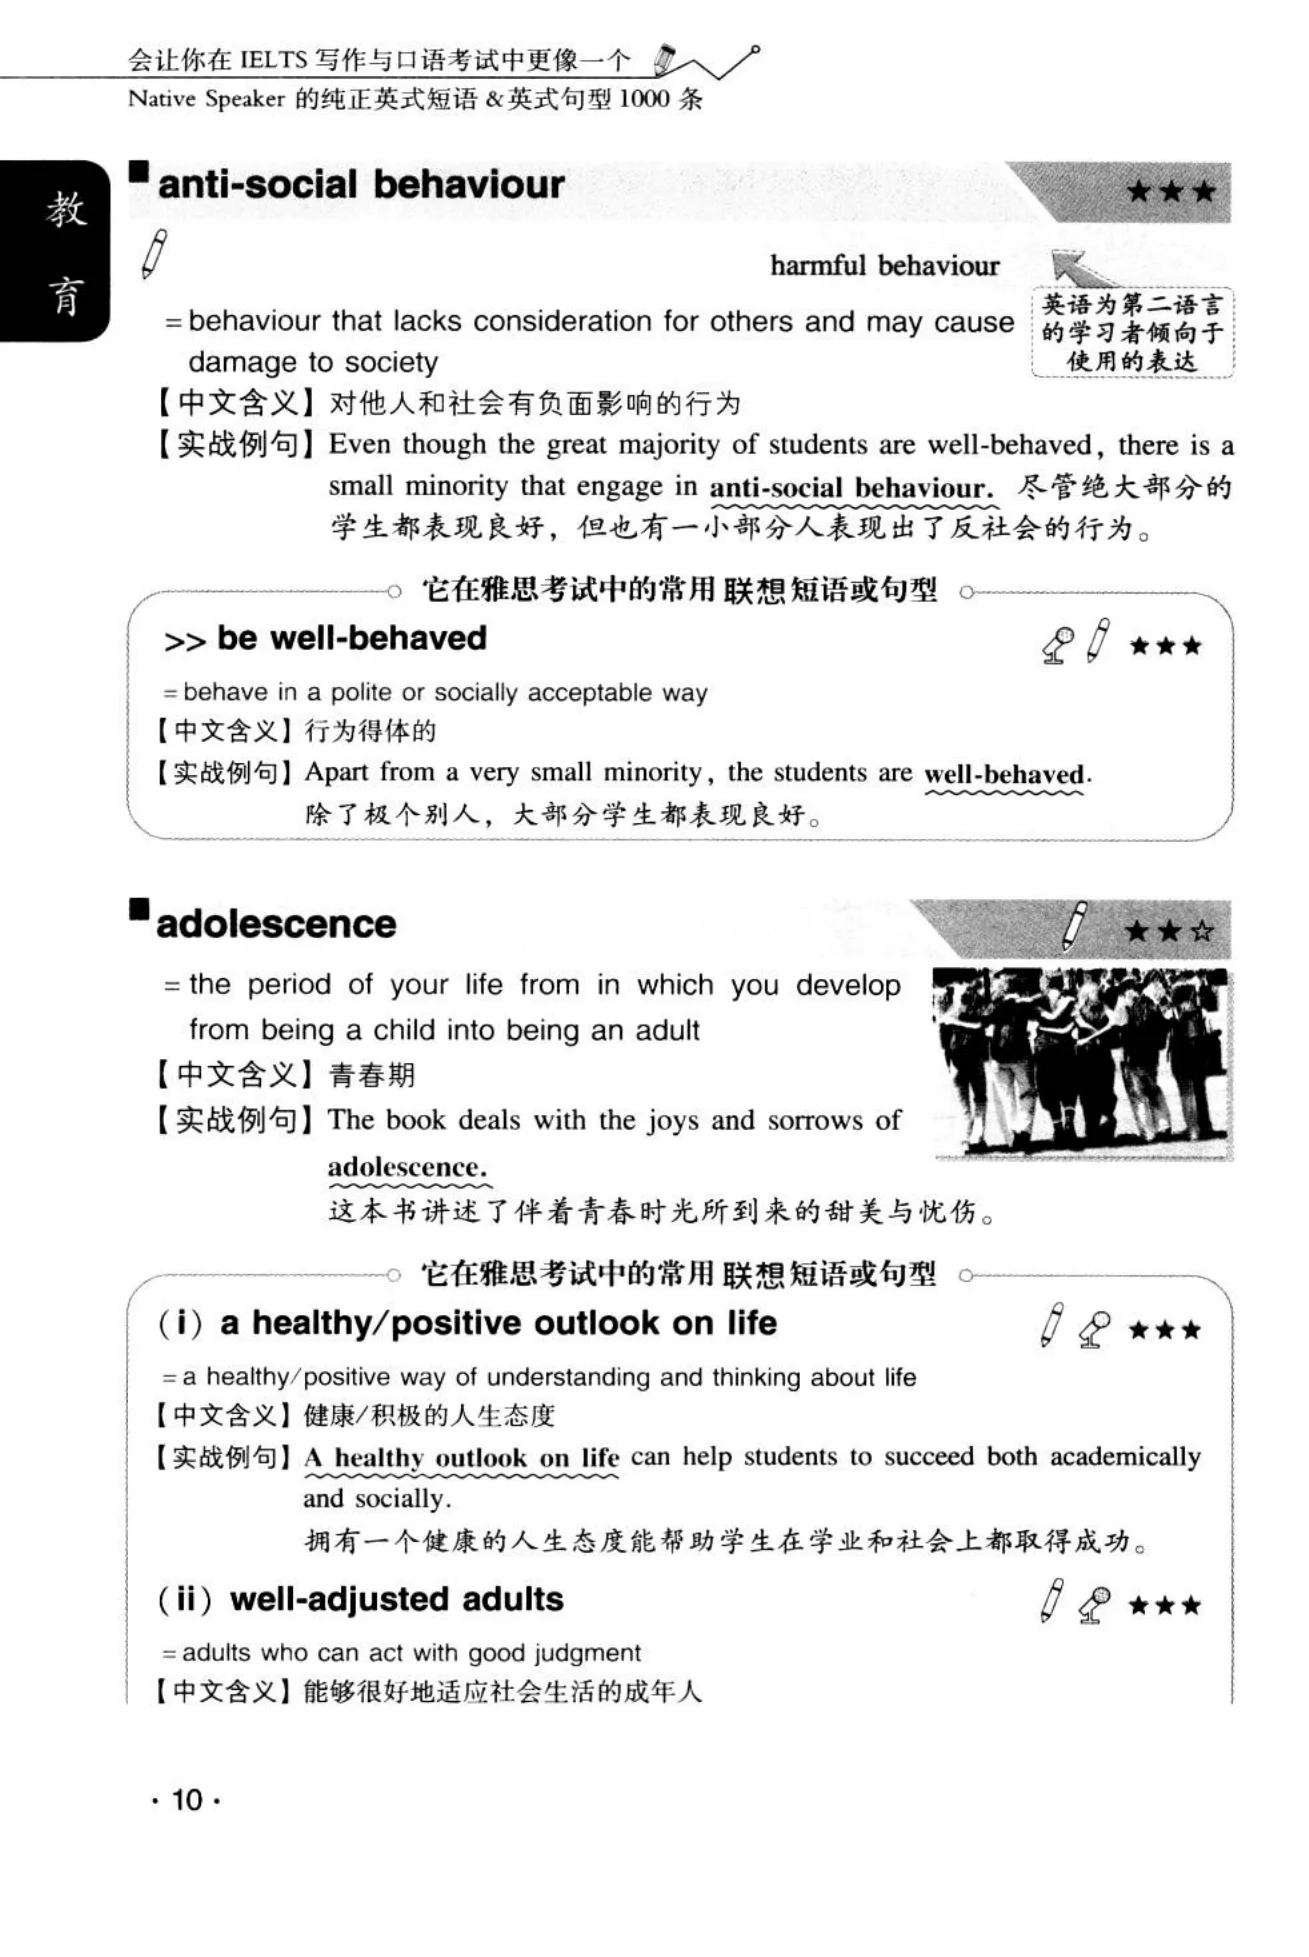 会让你在 IELTS 写作与口语考试中更像一个
Native Speaker 的纯正英式短语 &英式句型 1000 条
教
育
anti-social behaviour ★★★
harmful behaviour
英语为第二语言
的学习者倾向于
使用的表达
= behaviour that lacks consideration for others and may cause
damage to society
【中文含义】对他人和社会有负面影响的行为
【实战例句】Even though the great majority of students are well-behaved, there is a
small minority that engage in anti-social behaviour. 尽管绝大部分的
学生都表现良好，但也有一小部分人表现出了反社会的行为。
它在雅思考试中的常用联想短语或句型
>> be well-behaved ★★★
= behave in a polite or socially acceptable way
【中文含义】行为得体的
【实战例句】Apart from a very small minority, the students are well-behaved.
除了极个别人，大部分学生都表现良好。
adolescence ★★☆
= the period of your life from in which you develop
from being a child into being an adult
【中文含义】青春期
【实战例句】The book deals with the joys and sorrows of
adolescence.
这本书讲述了伴着青春时光所到来的甜美与忧伤。
它在雅思考试中的常用联想短语或句型
(i) a healthy/positive outlook on life ★★★
= a healthy/positive way of understanding and thinking about life
【中文含义】健康/积极的人生态度
【实战例句】A healthy outlook on life can help students to succeed both academically
and socially.
拥有一个健康的人生态度能帮助学生在学业和社会上都取得成功。
(ii) well-adjusted adults ★★★
= adults who can act with good judgment
【中文含义】能够很好地适应社会生活的成年人
· 10 ·